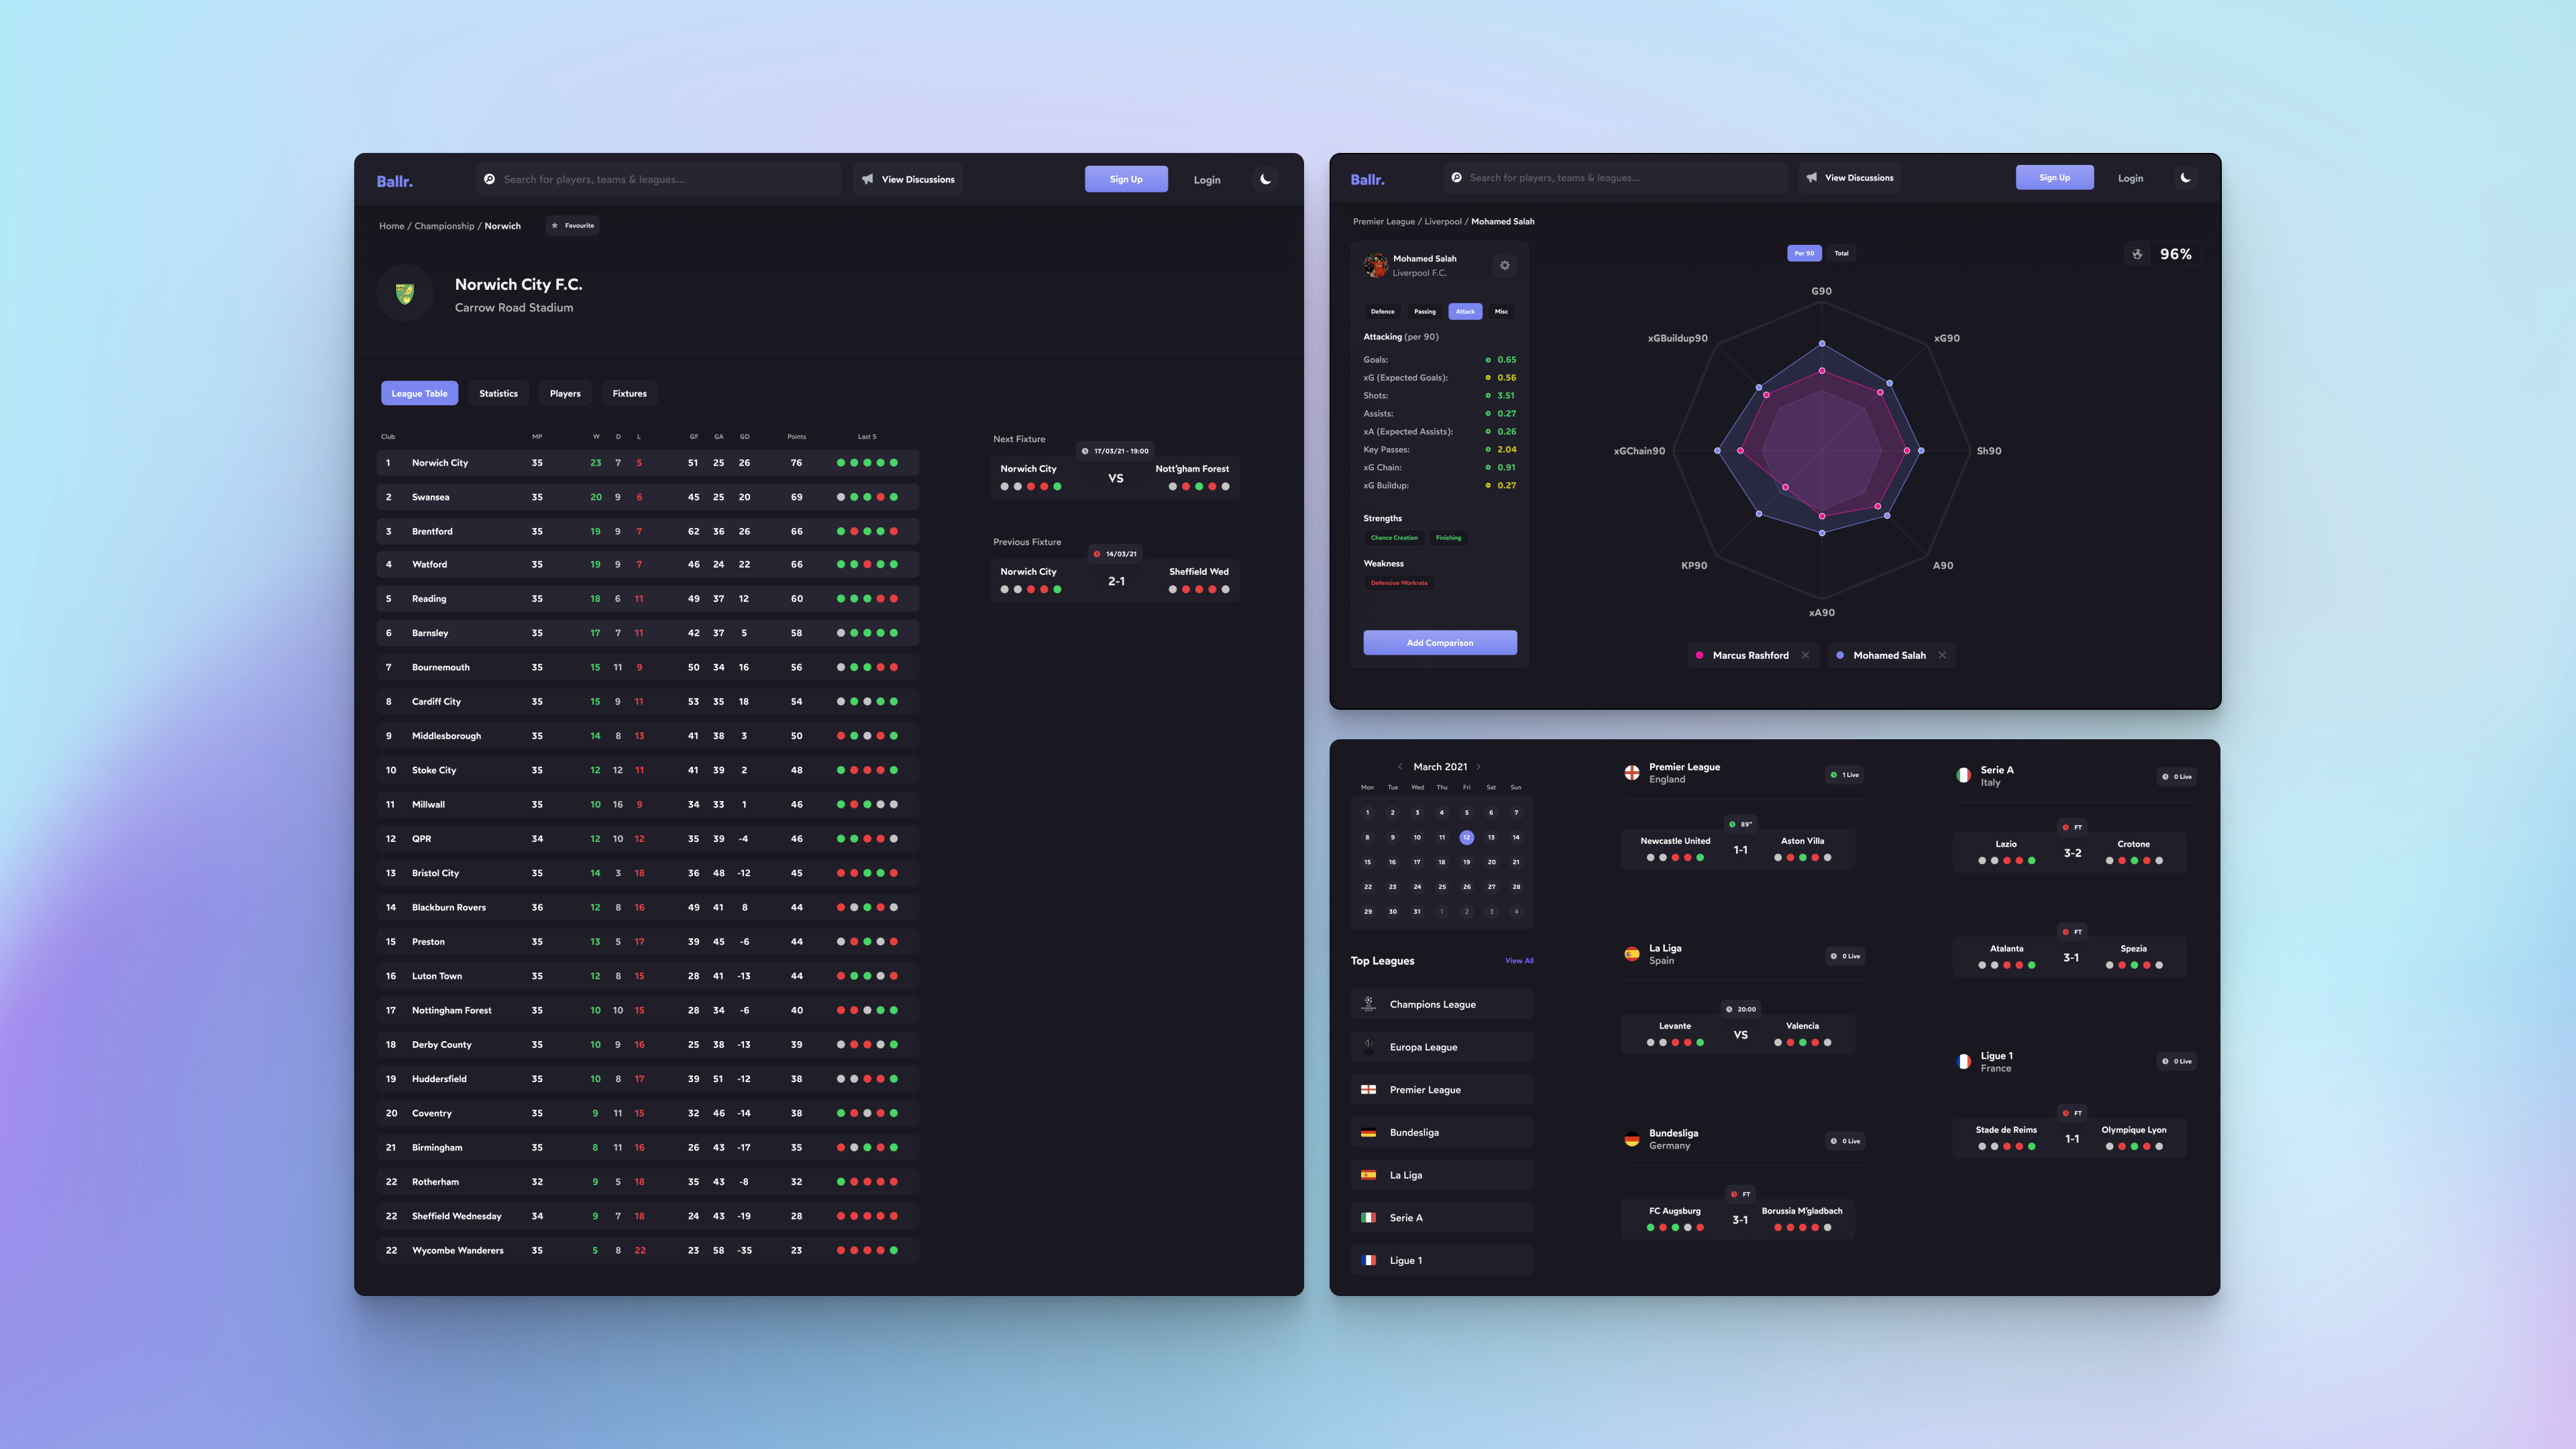 Ballr.
Search for players, teams & leagues...
View Discussions
Sign Up
Login
Home / Championship / Norwich
Favourite
Norwich City F.C.
Carrow Road Stadium
League Table
Statistics
Players
Fixtures
Club MP W D L GF GA GD Points Last 5
1 Norwich City 35 23 7 5 51 25 26 76
2 Swansea 35 20 9 6 45 25 20 69
3 Brentford 35 19 9 7 62 36 26 66
4 Watford 35 19 9 7 46 24 22 66
5 Reading 35 18 6 11 49 37 12 60
6 Barnsley 35 17 7 11 42 37 5 58
7 Bournemouth 35 15 11 9 50 34 16 56
8 Cardiff City 35 15 9 11 53 35 18 54
9 Middlesborough 35 14 8 13 41 38 3 50
10 Stoke City 35 12 12 11 41 39 2 48
11 Millwall 35 10 16 9 34 33 1 46
12 QPR 34 12 10 12 35 39 -4 46
13 Bristol City 35 14 3 18 36 48 -12 45
14 Blackburn Rovers 36 12 8 16 49 41 8 44
15 Preston 35 13 5 17 39 45 -6 44
16 Luton Town 35 12 8 15 28 41 -13 44
17 Nottingham Forest 35 10 10 15 28 34 -6 40
18 Derby County 35 10 9 16 25 38 -13 39
19 Huddersfield 35 10 8 17 39 51 -12 38
20 Coventry 35 9 11 15 32 46 -14 38
21 Birmingham 35 8 11 16 26 43 -17 35
22 Rotherham 32 9 5 18 35 43 -8 32
22 Sheffield Wednesday 34 9 7 18 24 43 -19 28
22 Wycombe Wanderers 35 5 8 22 23 58 -35 23
Next Fixture
17/03/21 - 19:00
Norwich City VS Nott'gham Forest
Previous Fixture
14/03/21
Norwich City 2-1 Sheffield Wed
Ballr.
Search for players, teams & leagues...
View Discussions
Sign Up
Login
Premier League / Liverpool / Mohamed Salah
Mohamed Salah
Liverpool F.C.
Defence
Passing
Attack
Misc
Attacking (per 90)
Goals: 0.65
xG (Expected Goals): 0.56
Shots: 3.51
Assists: 0.27
xA (Expected Assists): 0.26
Key Passes: 2.04
xG Chain: 0.91
xG Buildup: 0.27
Strengths
Chance Creation
Finishing
Weakness
Defensive Workrate
Add Comparison
Per 90
Total
96%
G90
xG90
Sh90
A90
xA90
KP90
xGChain90
xGBuildup90
Marcus Rashford
Mohamed Salah
March 2021
Mon Tue Wed Thu Fri Sat Sun
1 2 3 4 5 6 7
8 9 10 11 12 13 14
15 16 17 18 19 20 21
22 23 24 25 26 27 28
29 30 31 1 2 3 4
Top Leagues
View All
Champions League
Europa League
Premier League
Bundesliga
La Liga
Serie A
Ligue 1
Premier League
England
1 Live
89"
Newcastle United 1-1 Aston Villa
La Liga
Spain
0 Live
20:00
Levante VS Valencia
Bundesliga
Germany
0 Live
FT
FC Augsburg 3-1 Borussia M'gladbach
Serie A
Italy
0 Live
FT
Lazio 3-2 Crotone
FT
Atalanta 3-1 Spezia
Ligue 1
France
0 Live
FT
Stade de Reims 1-1 Olympique Lyon